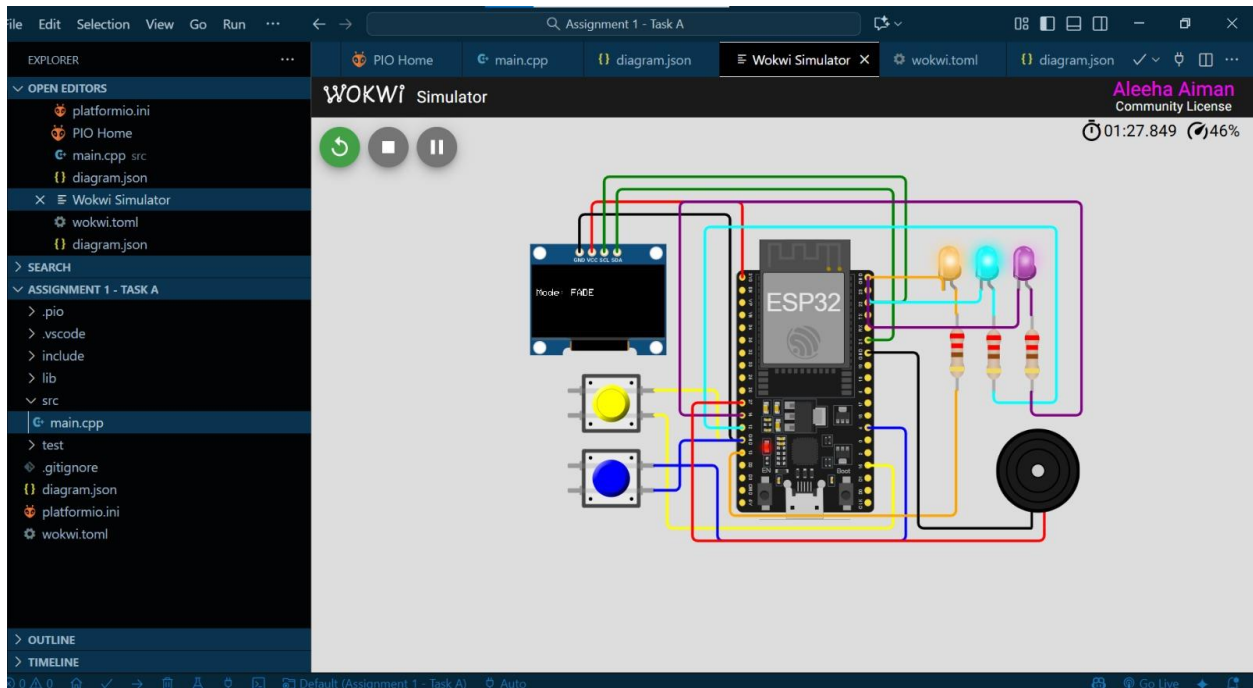 File Edit Selection View Go Run ··· Assignment 1 - Task A
EXPLORER ···
PIO Home main.cpp {} diagram.json Wokwi Simulator wokwi.toml {} diagram.json ···
OPEN EDITORS
platformio.ini
PIO Home
main.cpp src
{} diagram.json
Wokwi Simulator
wokwi.toml
{} diagram.json
SEARCH
ASSIGNMENT 1 - TASK A
.pio
.vscode
include
lib
src
main.cpp
test
.gitignore
{} diagram.json
platformio.ini
wokwi.toml
OUTLINE
TIMELINE
WOKWI Simulator
Aleeha Aiman
Community License
01:27.849 46%
GND VCC SCL SDA
Mode: FADE
ESP32
EN
Boot
0 0 Default (Assignment 1 - Task A) Auto Go Live